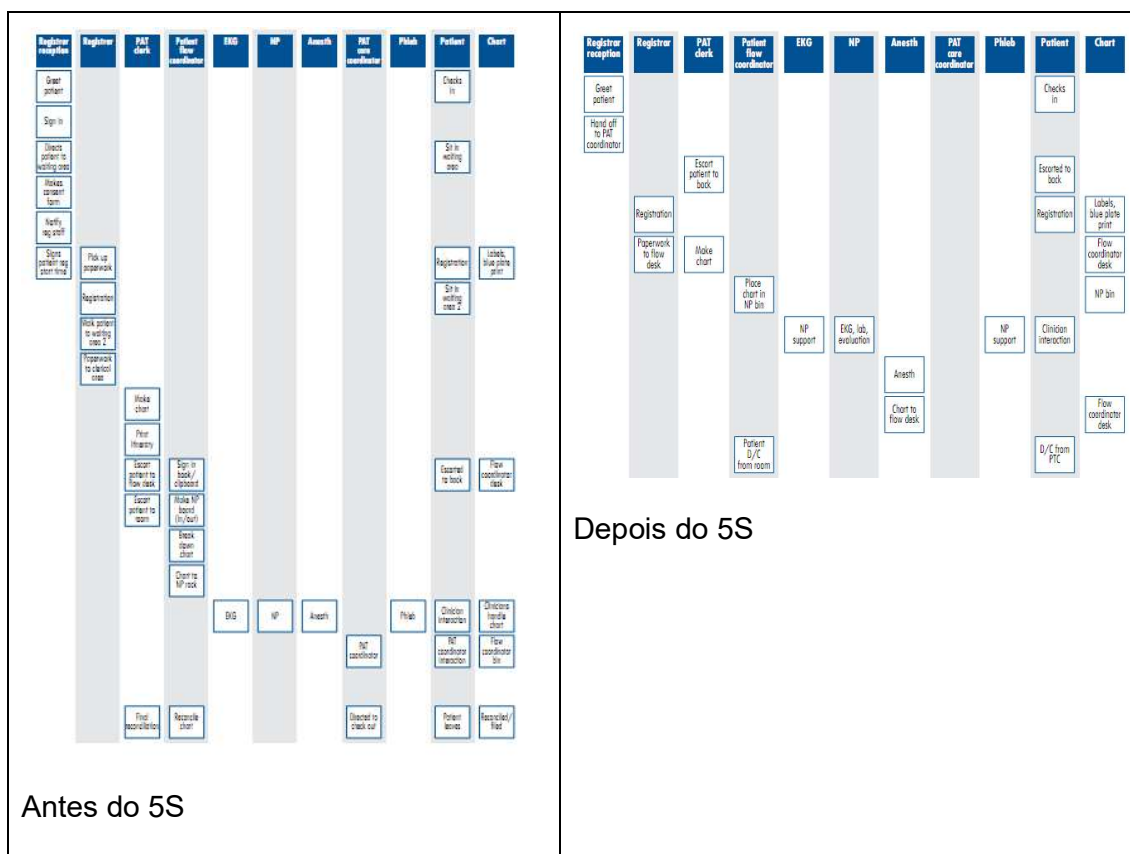 Registrar
reception
Registrar
PAT
clerk
Patient
flow
coordinator
EKG
NP
Anesth
PAT
care
coordinator
Phleb
Patient
Chart
Greet
patient
Checks
in
Sign in
Directs
patient to
waiting area
Sit in
waiting
area
Makes
consent
form
Notify
reg staff
Signs
patient reg
start time
Pick up
paperwork
Registration
Labels,
blue plate
print
Registration
Sit in
waiting
area 2
Walk patient
to waiting
area 2
Paperwork
to clerical
area
Make
chart
Print
itinerary
Escort
patient to
flow desk
Sign in
book/
clipboard
Escorted
to back
Flow
coordinator
desk
Escort
patient to
room
Make NP
board
(in/out)
Break
down
chart
Chart to
NP rack
EKG
NP
Anesth
Phleb
Clinician
interaction
Clinicians
handle
chart
PAT
coordinator
PAT
coordinator
interaction
Flow
coordinator
bin
Final
reconciliation
Reconcile
chart
Directed to
check out
Patient
leaves
Reconciled/
filed
Antes do 5S
Registrar
reception
Registrar
PAT
clerk
Patient
flow
coordinator
EKG
NP
Anesth
PAT
care
coordinator
Phleb
Patient
Chart
Greet
patient
Checks
in
Hand off
to PAT
coordinator
Escort
patient to
back
Escorted to
back
Registration
Registration
Labels,
blue plate
print
Paperwork
to flow
desk
Make
chart
Flow
coordinator
desk
Place
chart in
NP bin
NP bin
NP
support
EKG, lab,
evaluation
NP
support
Clinician
interaction
Anesth
Chart to
flow desk
Flow
coordinator
desk
Patient
D/C
from room
D/C from
PTC
Depois do 5S